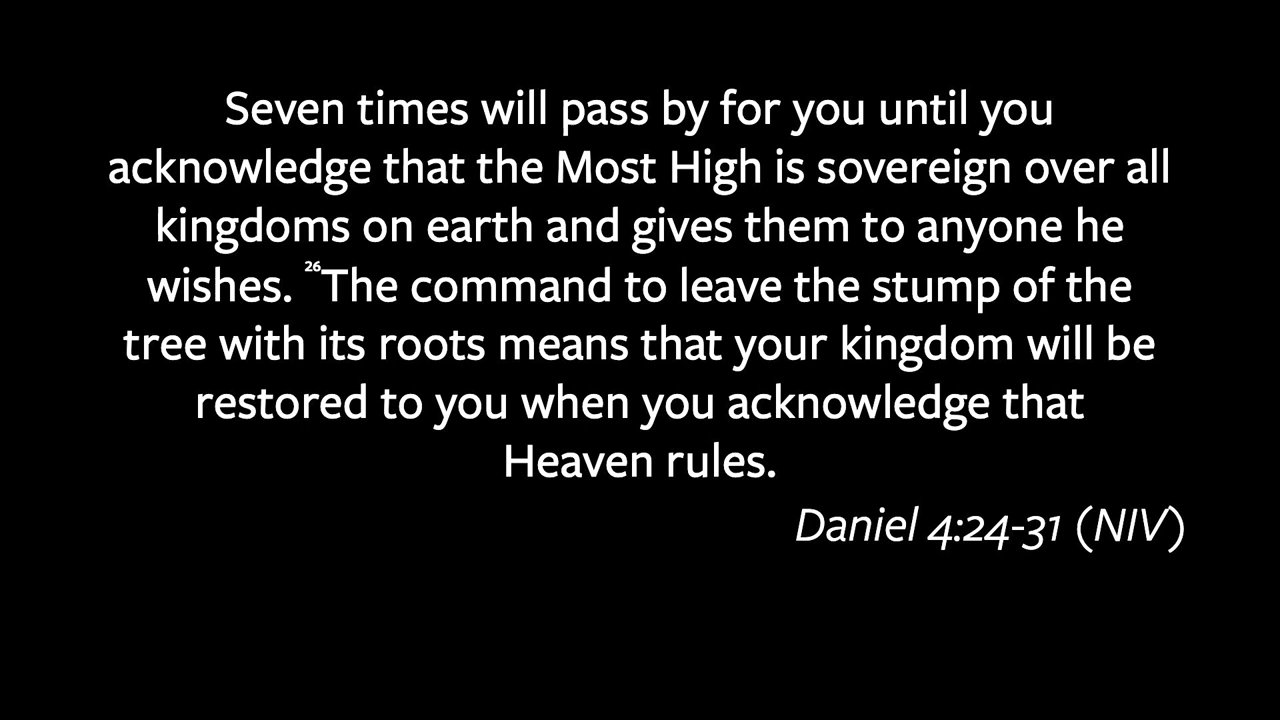 Seven times will pass by for you until you
acknowledge that the Most High is sovereign over all
kingdoms on earth and gives them to anyone he
wishes. 26The command to leave the stump of the
tree with its roots means that your kingdom will be
restored to you when you acknowledge that
Heaven rules.
Daniel 4:24-31 (NIV)